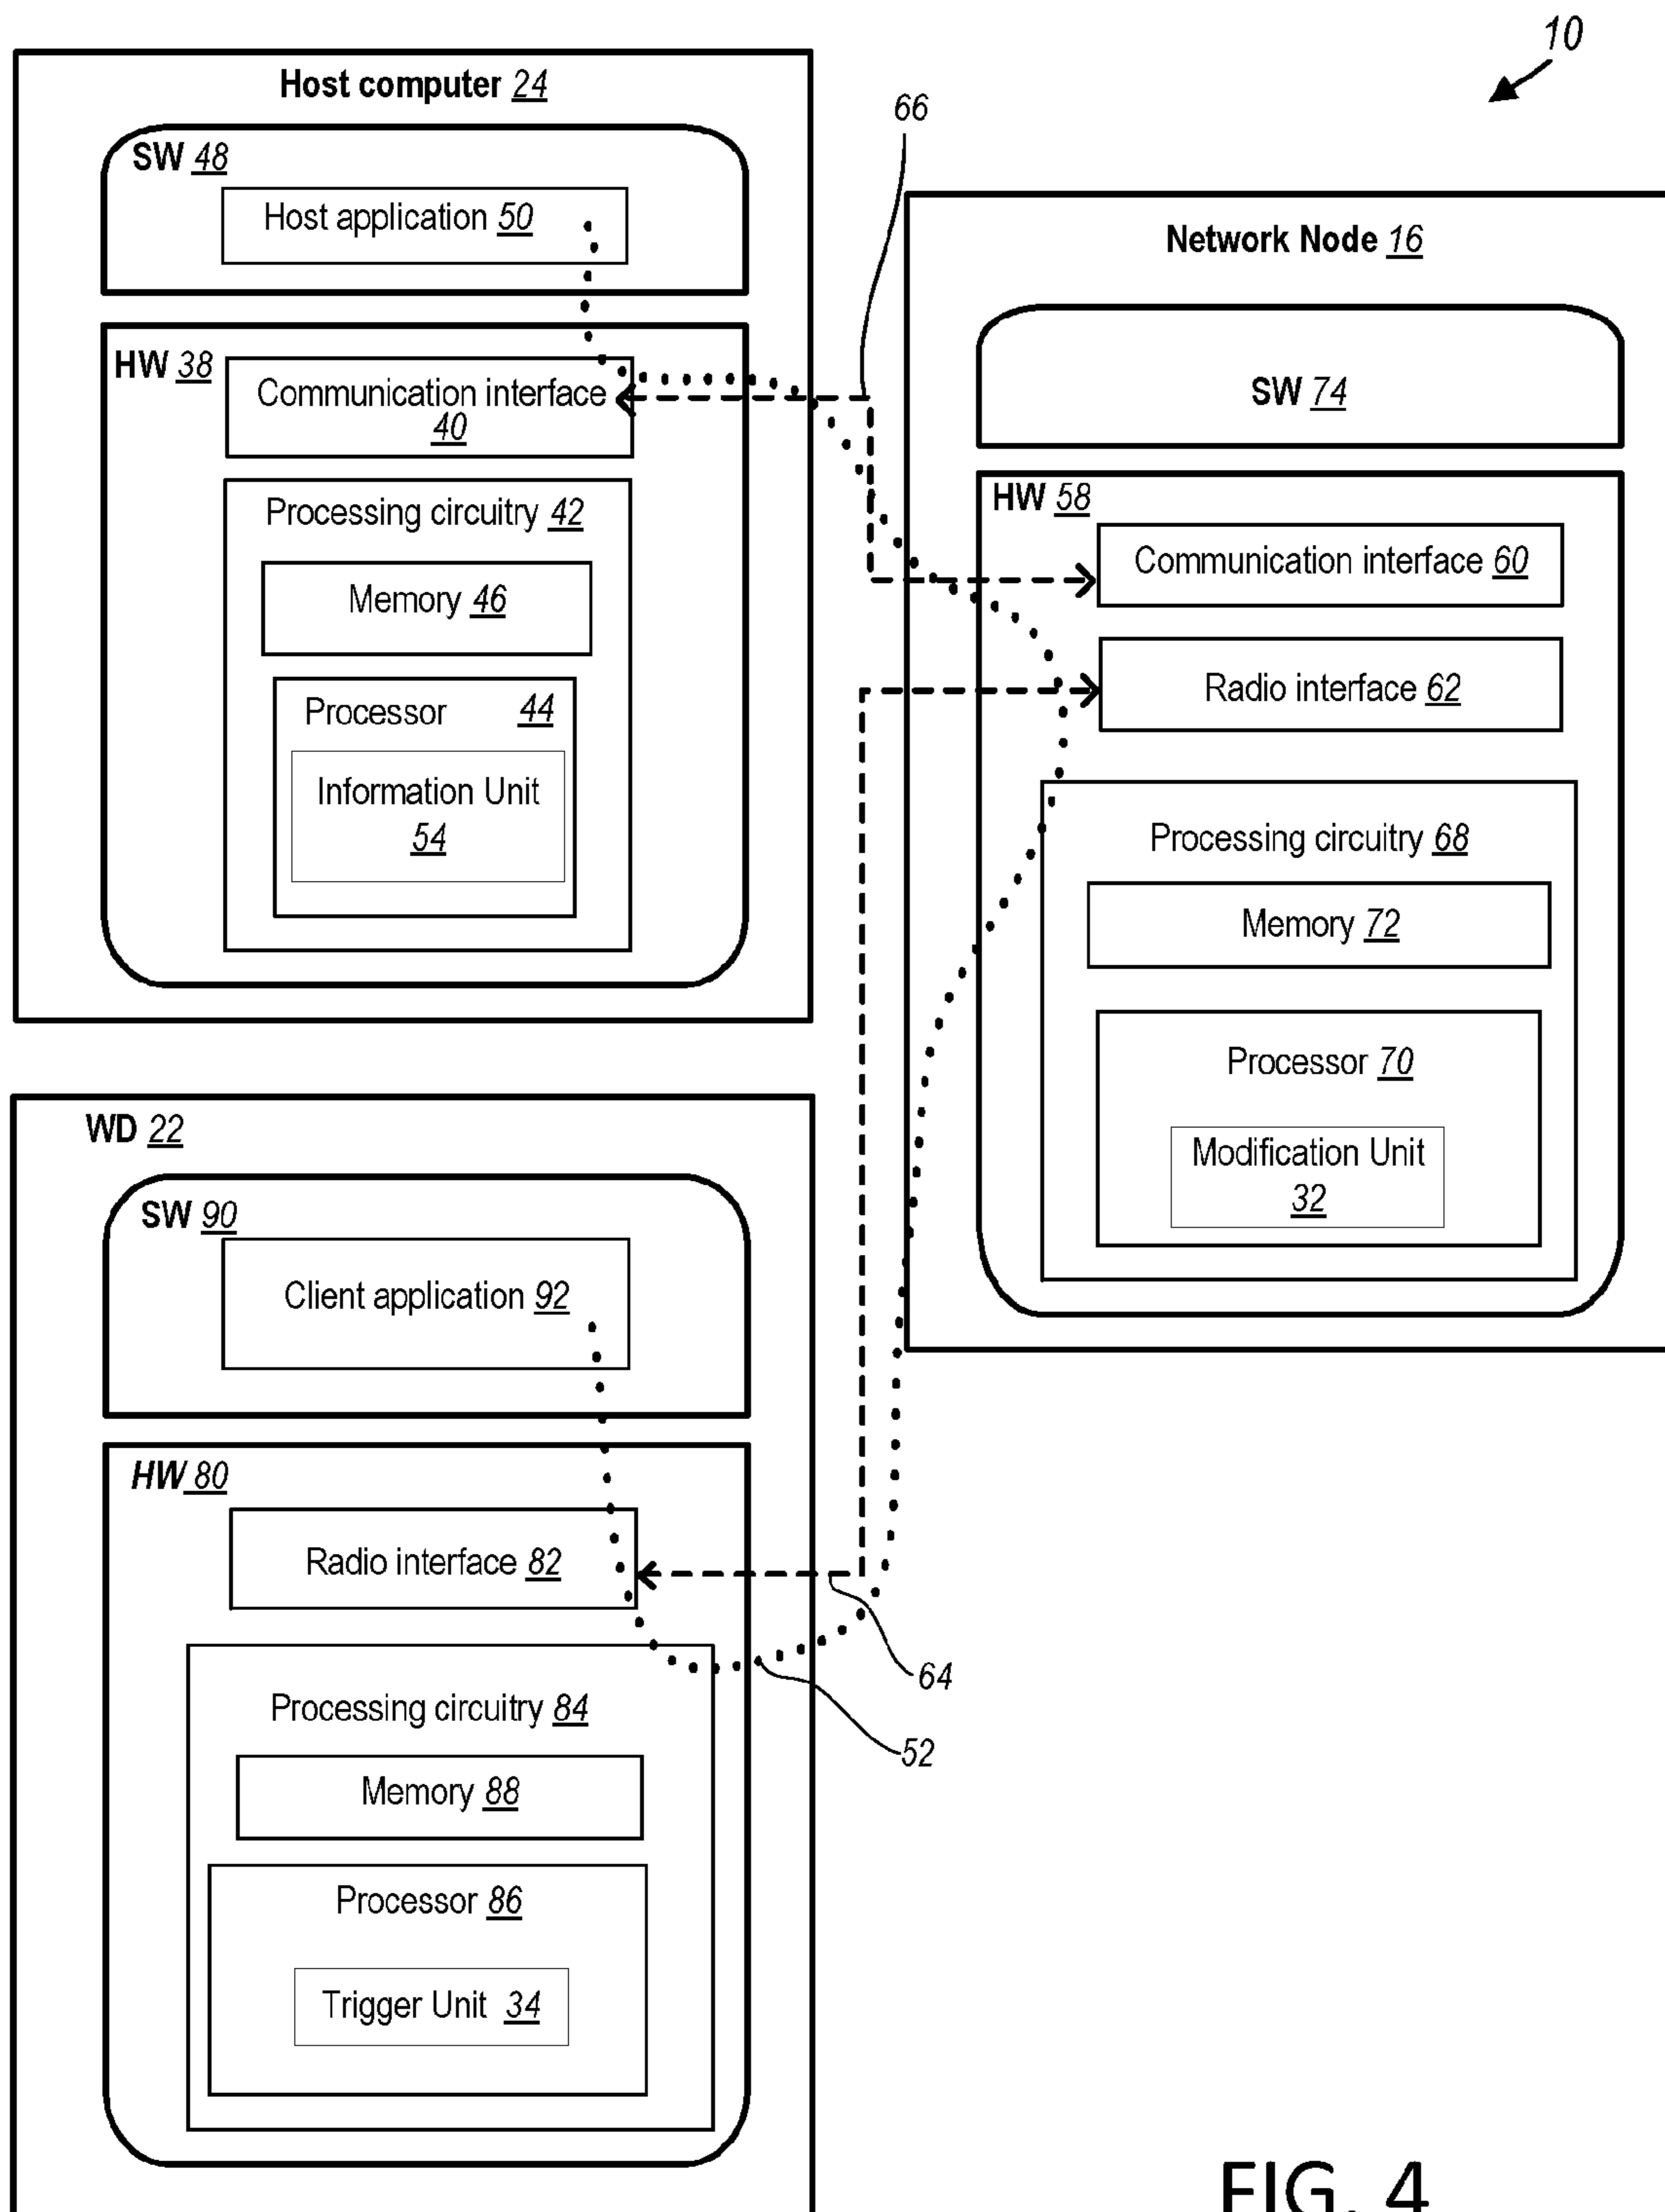 10
Host computer 24
SW 48
Host application 50
HW 38
Communication interface
40
Processing circuitry 42
Memory 46
Processor 44
Information Unit
54
66
Network Node 16
SW 74
HW 58
Communication interface 60
Radio interface 62
Processing circuitry 68
Memory 72
Processor 70
Modification Unit
32
WD 22
SW 90
Client application 92
HW 80
Radio interface 82
Processing circuitry 84
Memory 88
Processor 86
Trigger Unit 34
64
52
FIG. 4